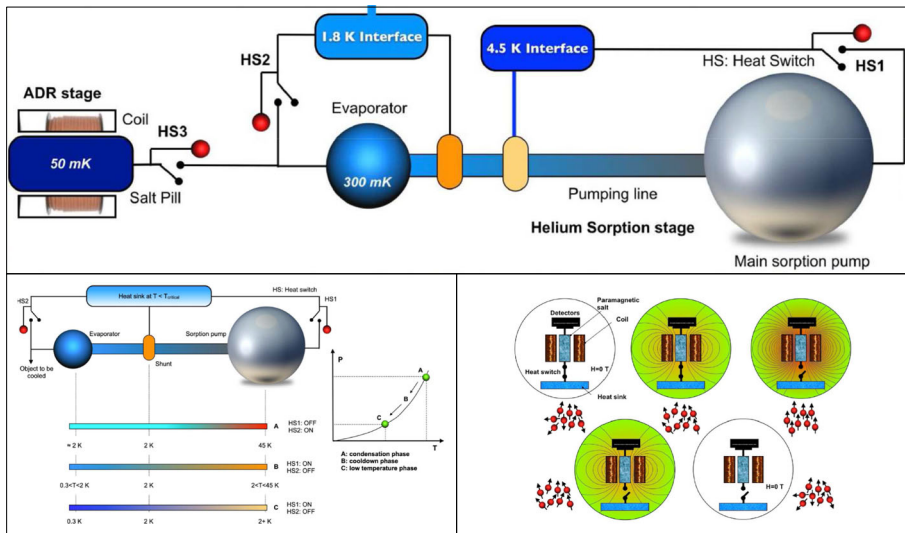 1.8 K Interface
4.5 K Interface
HS: Heat Switch
HS1
HS2
ADR stage
Coil
HS3
Evaporator
50 mK
300 mK
Salt Pill
Pumping line
Helium Sorption stage
Main sorption pump
Heat sink at T < Tcritical
HS: Heat switch
HS2
HS1
Evaporator
Sorption pump
Shunt
Object to be
cooled
P
A
B
C
T
A: condensation phase
B: cooldown phase
C: low temperature phase
A
HS1: OFF
HS2: ON
≈ 2 K
2 K
45 K
B
HS1: ON
HS2: OFF
0.3<T<2 K
2 K
2<T<45 K
C
HS1: ON
HS2: OFF
0.3 K
2 K
2+ K
Detectors
Paramagnetic
salt
Coil
Heat switch
H=0 T
Heat sink
H=0 T